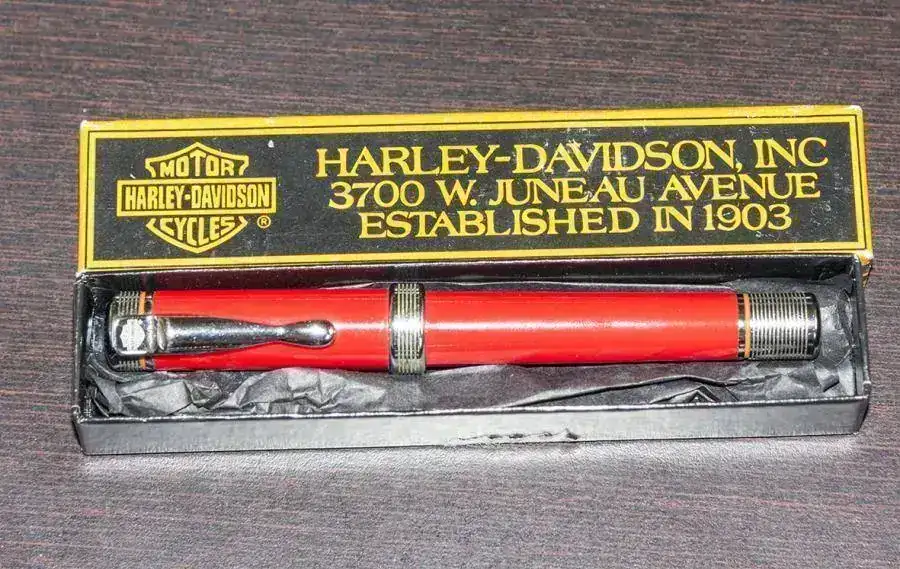 MOTOR
HARLEY-DAVIDSON
CYCLES
®
HARLEY-DAVIDSON, INC
3700 W. JUNEAU AVENUE
ESTABLISHED IN 1903